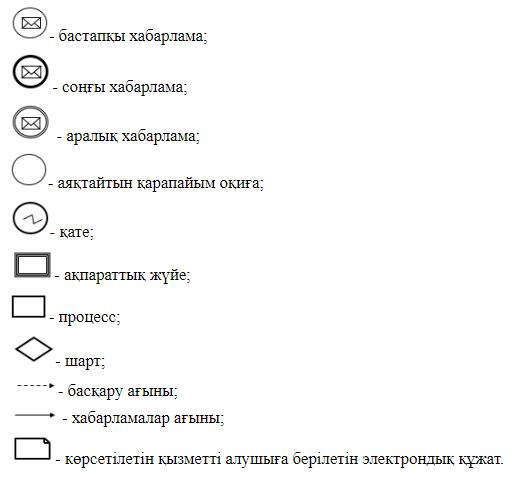 - бастапқы хабарлама;
- соңғы хабарлама;
- аралық хабарлама;
- аяқтайтын қарапайым оқиға;
- қате;
- ақпараттық жүйе;
- процесс;
- шарт;
- басқару ағыны;
- хабарламалар ағыны;
- көрсетілетін қызметті алушыға берілетін электрондық құжат.